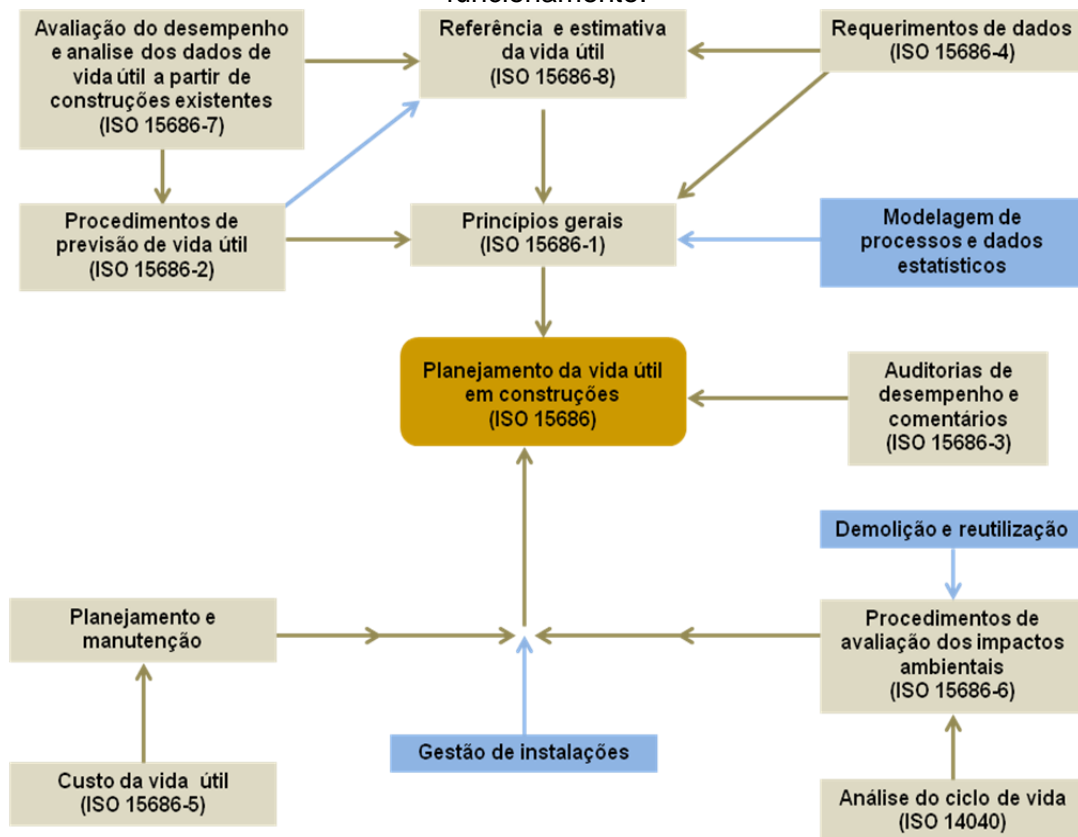 funcionamento.
Avaliação do desempenho
e analise dos dados de
vida útil a partir de
construções existentes
(ISO 15686-7)
Referência e estimativa
da vida útil
(ISO 15686-8)
Requerimentos de dados
(ISO 15686-4)
Procedimentos de
previsão de vida útil
(ISO 15686-2)
Princípios gerais
(ISO 15686-1)
Modelagem de
processos e dados
estatísticos
Planejamento da vida útil
em construções
(ISO 15686)
Auditorias de
desempenho e
comentários
(ISO 15686-3)
Demolição e reutilização
Planejamento e
manutenção
Procedimentos de
avaliação dos impactos
ambientais
(ISO 15686-6)
Gestão de instalações
Custo da vida útil
(ISO 15686-5)
Análise do ciclo de vida
(ISO 14040)